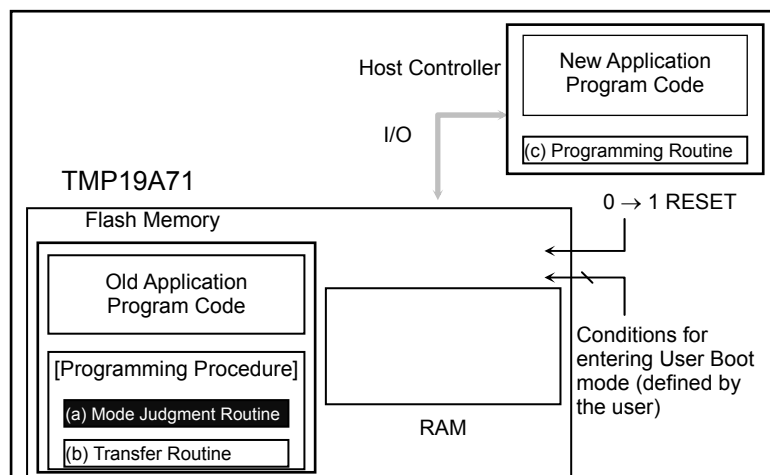 Host Controller
New Application
Program Code
(c) Programming Routine
I/O
TMP19A71
0 → 1 RESET
Flash Memory
Old Application
Program Code
[Programming Procedure]
(a) Mode Judgment Routine
(b) Transfer Routine
RAM
Conditions for
entering User Boot
mode (defined by
the user)